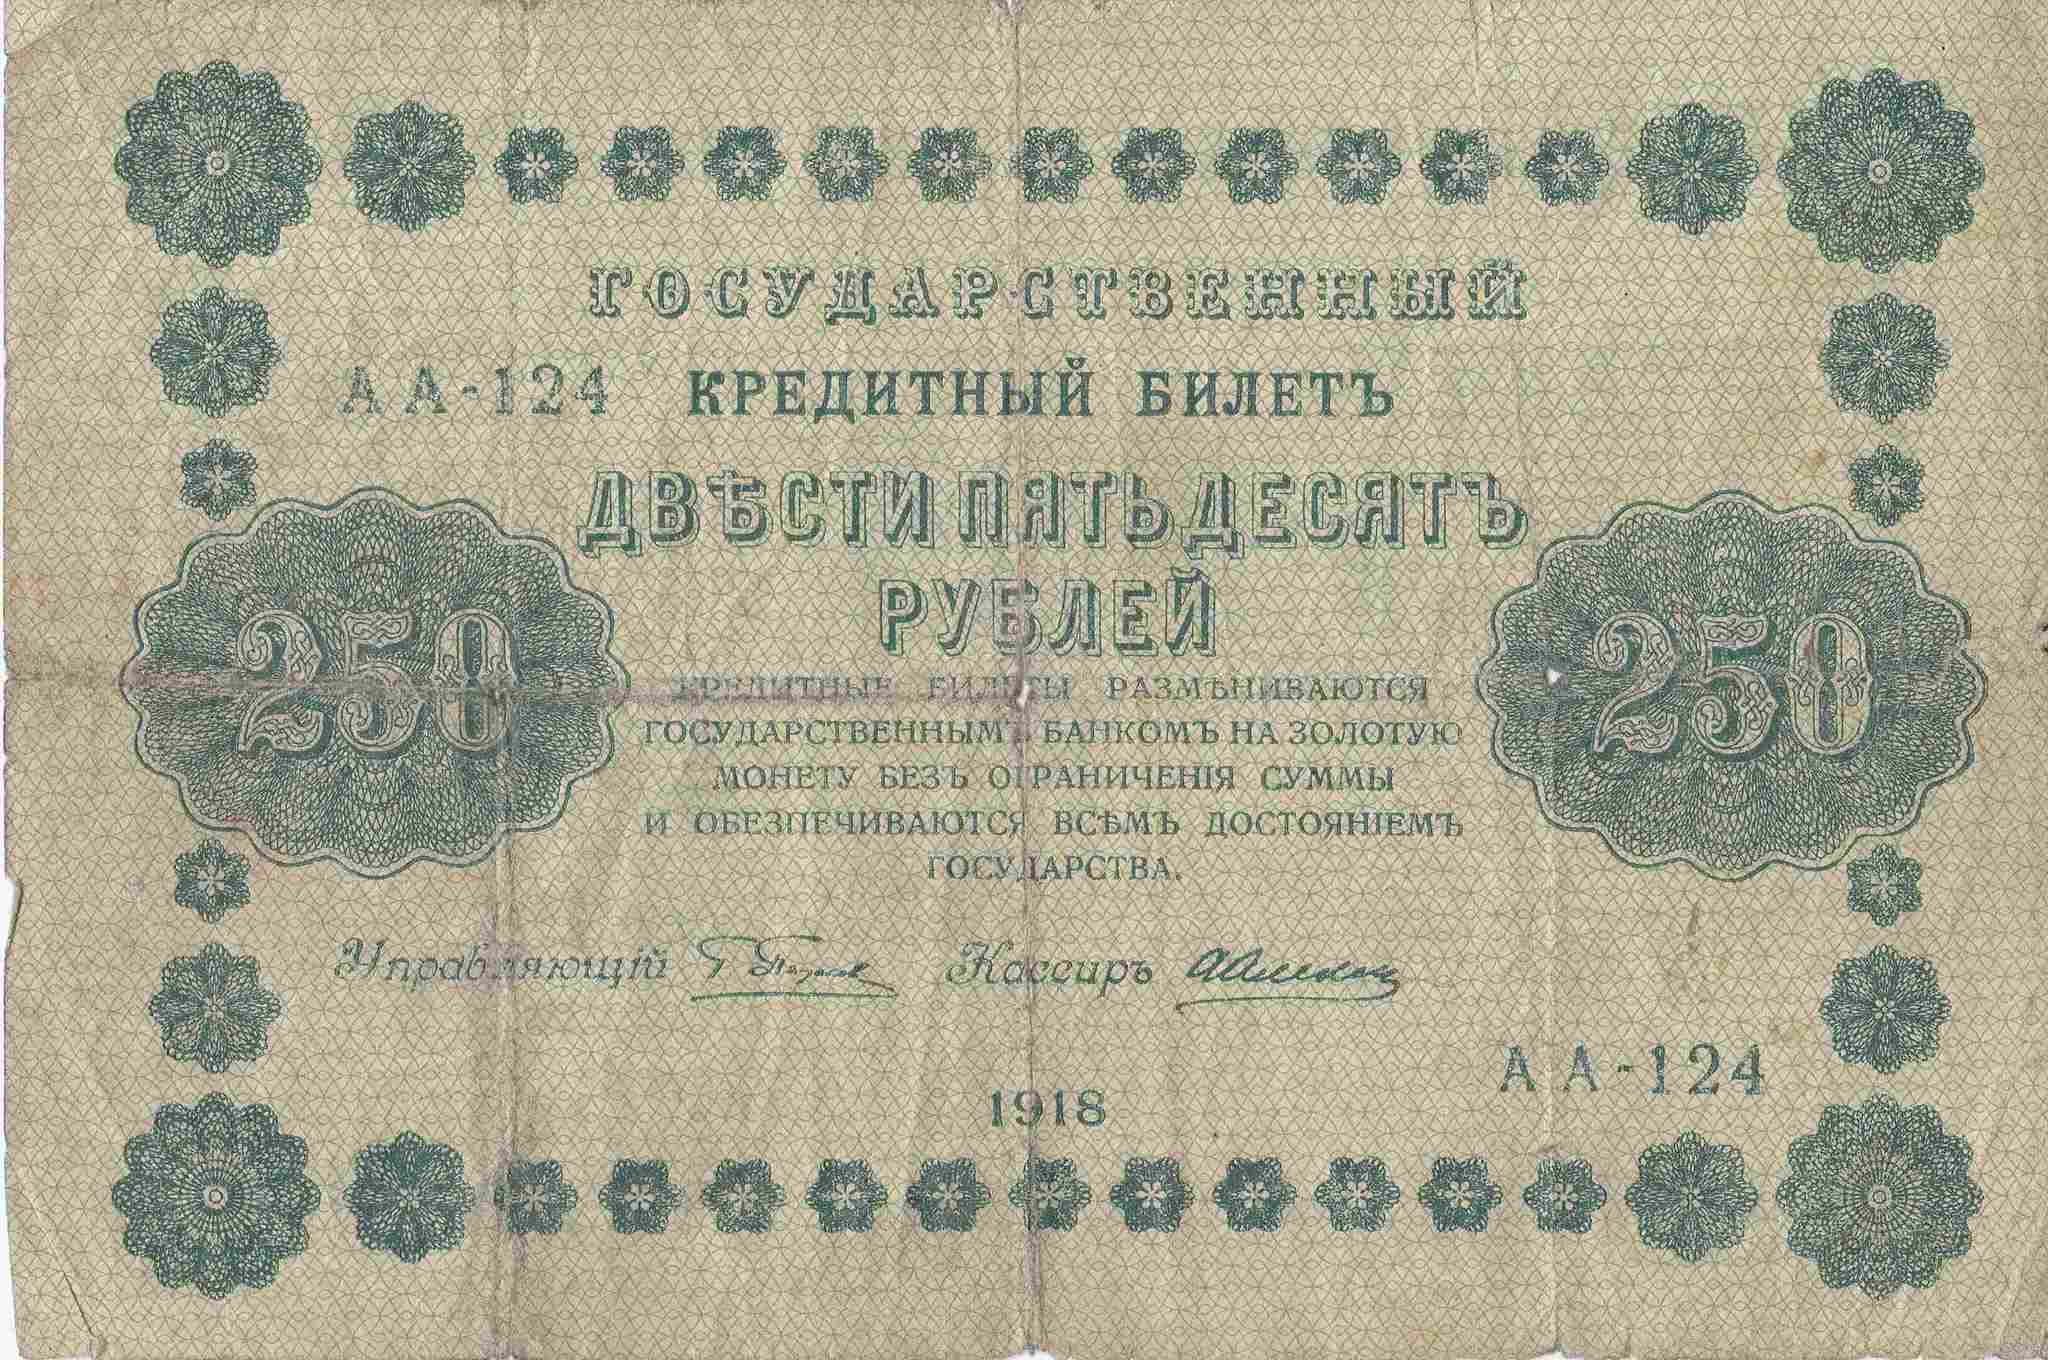 ГОСУДАРСТВЕННЫЙ
АА-124 КРЕДИТНЫЙ БИЛЕТЪ
ДВѢСТИ ПЯТЬДЕСЯТЪ
РУБЛЕЙ
250
250
КРЕДИТНЫЕ БИЛЕТЫ РАЗМѢНИВАЮТСЯ
ГОСУДАРСТВЕННЫМЪ БАНКОМЪ НА ЗОЛОТУЮ
МОНЕТУ БЕЗЪ ОГРАНИЧЕНІЯ СУММЫ
И ОБЕЗПЕЧИВАЮТСЯ ВСѢМЪ ДОСТОЯНІЕМЪ
ГОСУДАРСТВА.
Управляющій Кассиръ
АА-124
1918